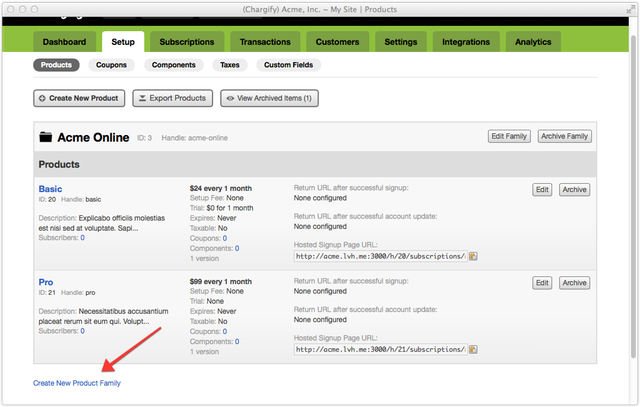 (Chargify) Acme, Inc. ~ My Site | Products
Dashboard Setup Subscriptions Transactions Customers Settings Integrations Analytics
Products Coupons Components Taxes Custom Fields
Create New Product Export Products View Archived Items (1)
Acme Online ID: 3 Handle: acme-online Edit Family Archive Family
Products
Basic
ID: 20 Handle: basic
Description: Explicabo officiis molestias
est nisi sed at voluptate. Sapi...
Subscribers: 0
$24 every 1 month
Setup Fee: None
Trial: $0 for 1 month
Expires: Never
Taxable: No
Coupons: 0
Components: 0
1 version
Return URL after successful signup:
None configured
Return URL after successful account update:
None configured
Hosted Signup Page URL:
http://acme.lvh.me:3000/h/20/subscriptions/
Edit Archive
Pro
ID: 21 Handle: pro
Description: Necessitatibus accusantium
placeat rerum sit eum qui. Volupt...
Subscribers: 0
$99 every 1 month
Setup Fee: None
Trial: None
Expires: Never
Taxable: No
Coupons: 0
Components: 0
1 version
Return URL after successful signup:
None configured
Return URL after successful account update:
None configured
Hosted Signup Page URL:
http://acme.lvh.me:3000/h/21/subscriptions/
Edit Archive
Create New Product Family